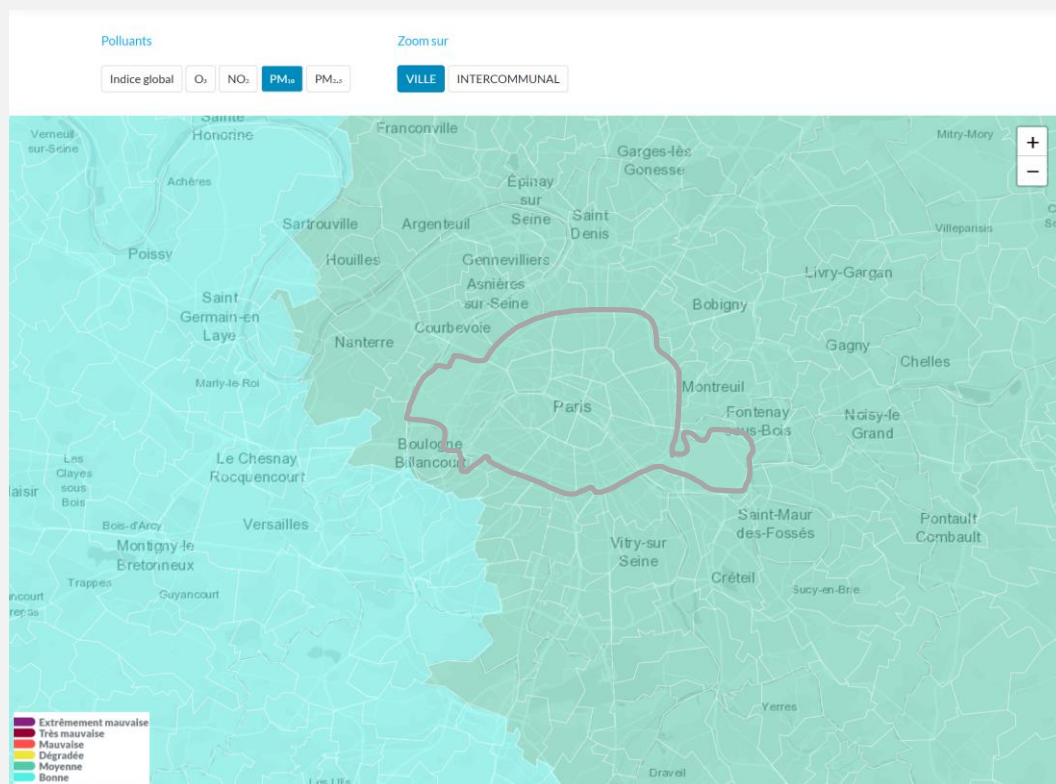 Polluants
Zoom sur
Indice global
O₃
NO₂
PM₁₀
PM₂.₅
VILLE
INTERCOMMUNAL
Sainte
Honorine
Franconville
Verneuil
sur-Seine
Mitry-Mory
+
−
Garges-lès
Gonesse
Achères
Épinay
sur
Seine
Saint
Denis
Sartrouville
Argenteuil
Villeparisis
Poissy
Houilles
Gennevilliers
Livry-Gargan
Asnières
sur-Seine
Saint
Germain-en
Laye
Bobigny
Courbevoie
Nanterre
Gagny
Chelles
Marly-le-Roi
Montreuil
Paris
Fontenay
sous-Bois
Noisy-le
Grand
Boulogne
Billancourt
Les
Clayes
sous
Bois
Le Chesnay
Rocquencourt
laisir
Saint-Maur
des-Fossés
Pontault
Combault
Bois-d'Arcy
Versailles
Montigny-le
Bretonneux
Vitry-sur
Seine
Créteil
Trappes
Guyancourt
Sucy-en-Brie
ncourt
Yerres
Extrêmement mauvaise
Très mauvaise
Mauvaise
Dégradée
Moyenne
Bonne
Les Ulis
Draveil